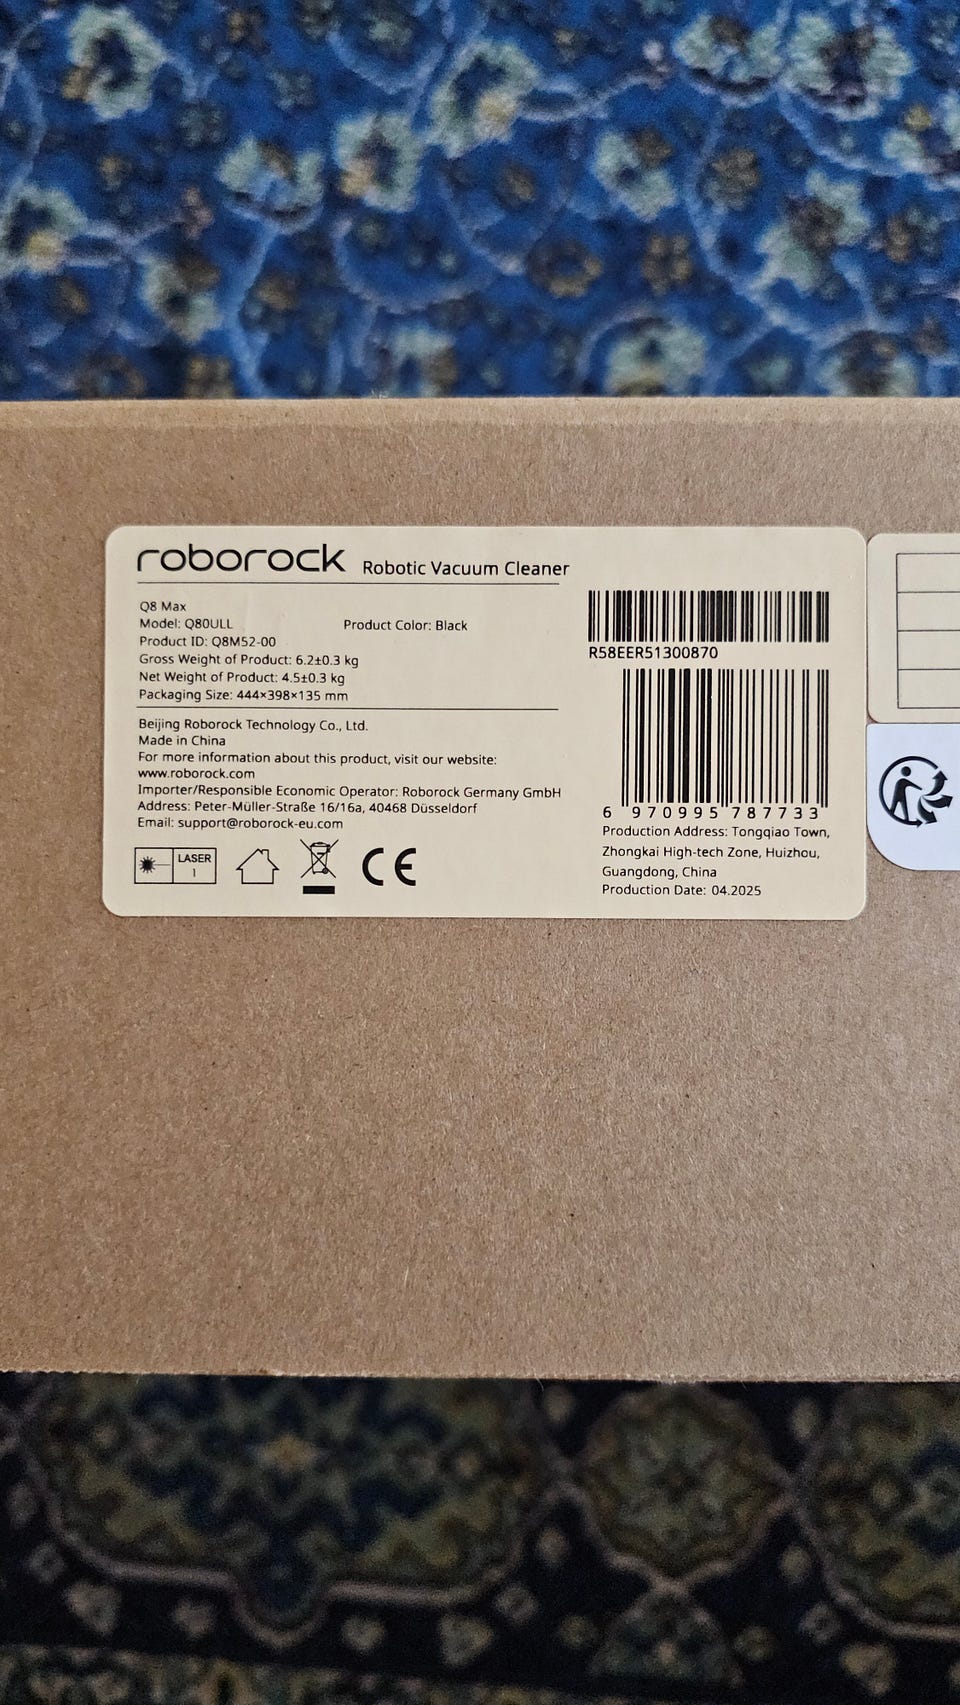 roborock Robotic Vacuum Cleaner
Q8 Max
Model: Q80ULL Product Color: Black
Product ID: Q8M52-00
Gross Weight of Product: 6.2±0.3 kg
Net Weight of Product: 4.5±0.3 kg
Packaging Size: 444×398×135 mm
Beijing Roborock Technology Co., Ltd.
Made in China
For more information about this product, visit our website:
www.roborock.com
Importer/Responsible Economic Operator: Roborock Germany GmbH
Address: Peter-Müller-Straße 16/16a, 40468 Düsseldorf
Email: support@roborock-eu.com
LASER
1
CE
R58EER51300870
6 970995 787733
Production Address: Tongqiao Town,
Zhongkai High-tech Zone, Huizhou,
Guangdong, China
Production Date: 04.2025